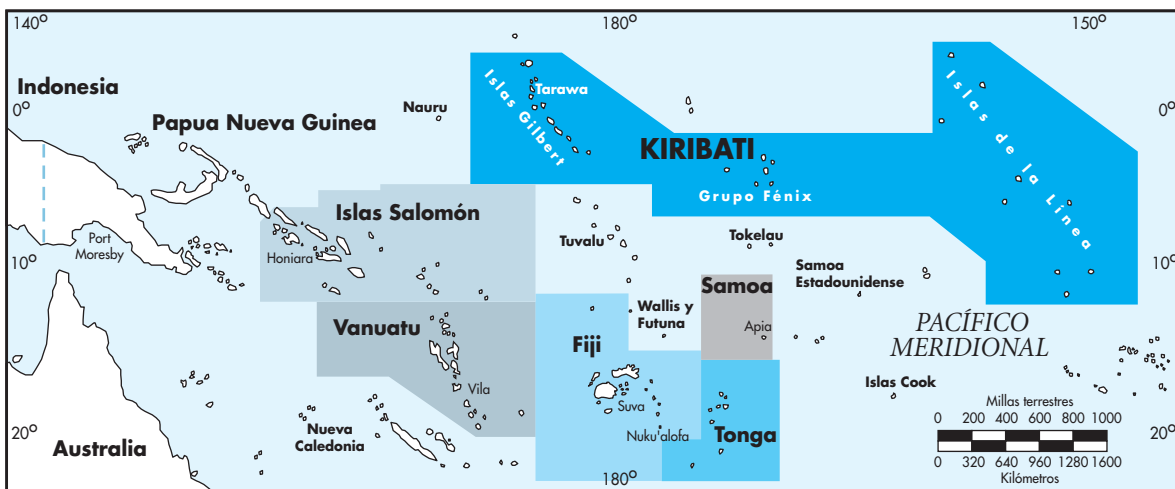 140°
180°
150°
Indonesia
0°
Papua Nueva Guinea
Nauru
Islas Gilbert
Tarawa
KIRIBATI
Grupo Fénix
Islas de la Línea
0°
Port
Moresby
Islas Salomón
Honiara
Tuvalu
Tokelau
10°
Samoa
Estadounidense
10°
Samoa
Apia
Wallis y
Futuna
Vanuatu
Vila
Fiji
Suva
PACÍFICO
MERIDIONAL
Islas Cook
Nueva
Caledonia
Nuku'alofa
Tonga
20°
Australia
180°
20°
Millas terrestres
0 200 400 600 800 1000
0 320 640 960 1280 1600
Kilómetros